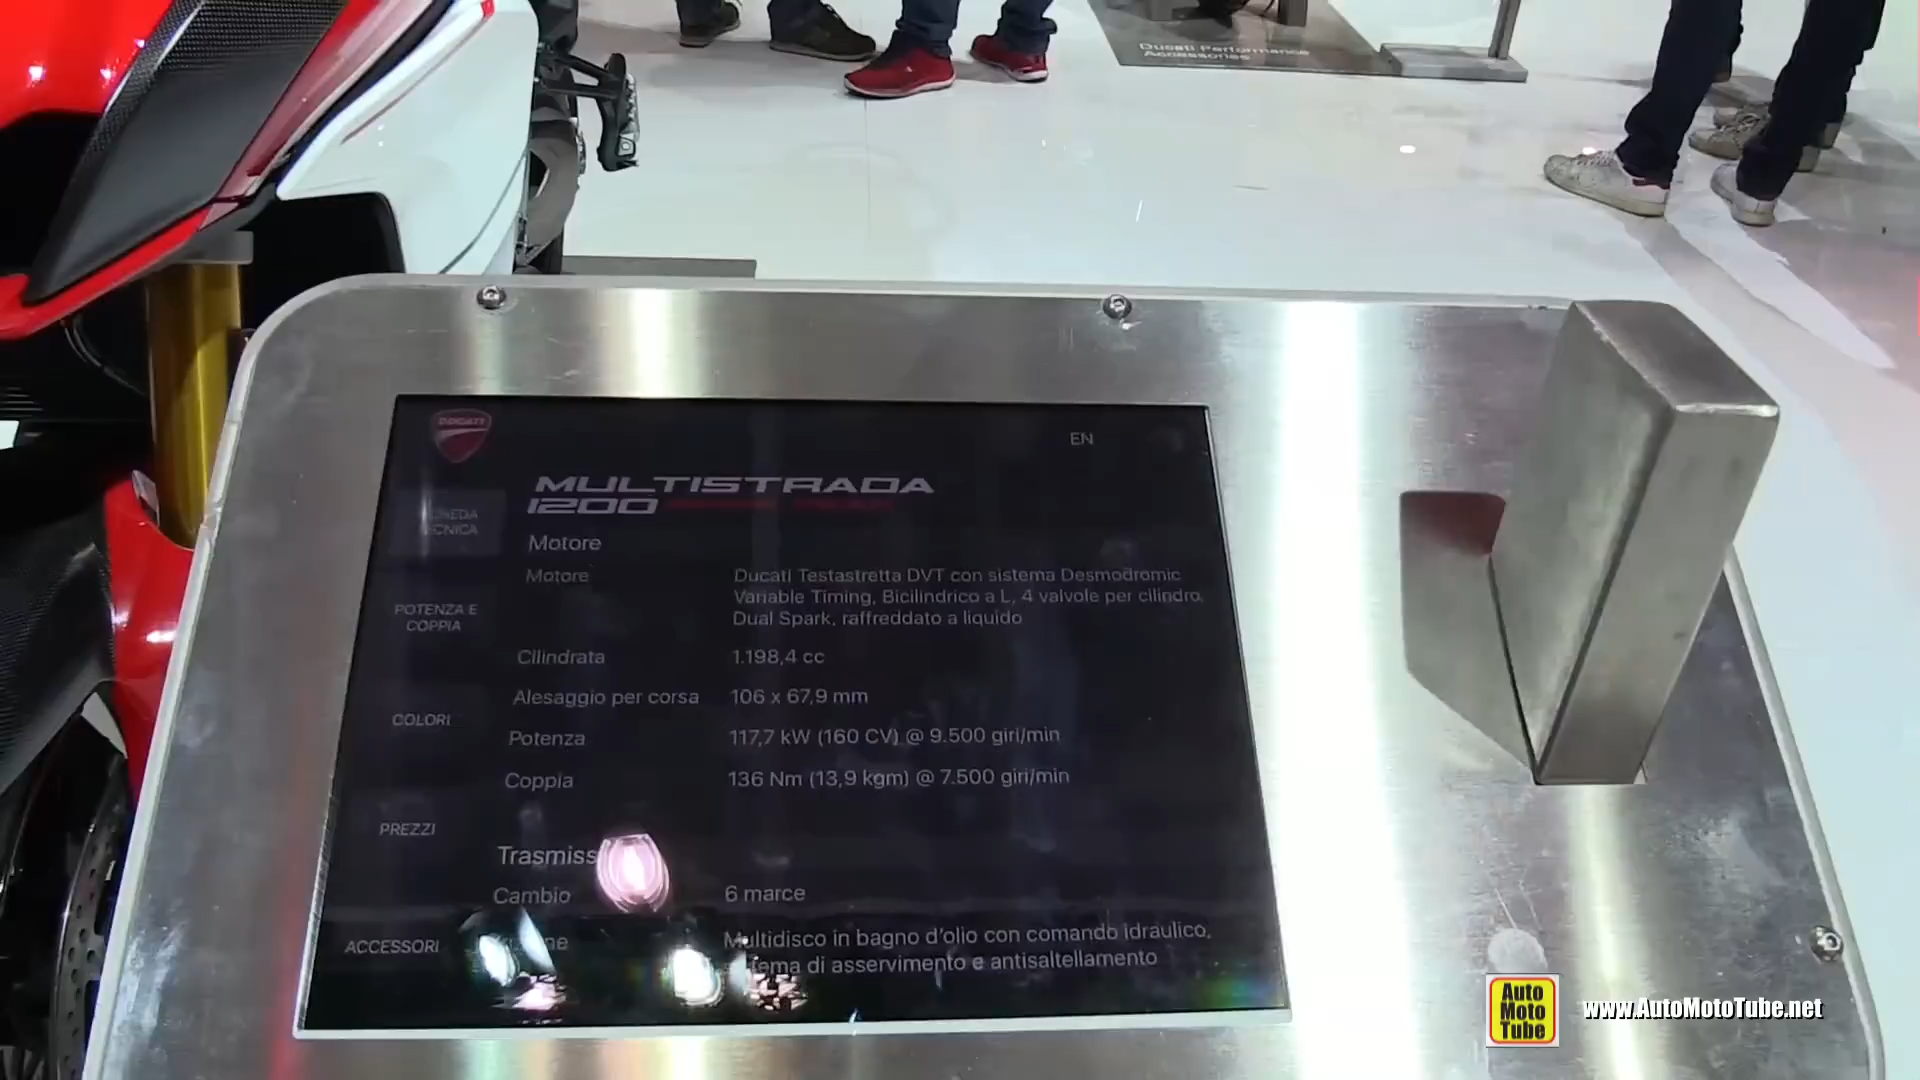 Ducati Performance
Accessories
DUCATI
EN
MULTISTRADA
1200
POTENZA E
COPPIA
COLORI
PREZZI
ACCESSORI
Motore
Motore Ducati Testastretta DVT con sistema Desmodromic
Variable Timing, Bicilindrico a L, 4 valvole per cilindro,
Dual Spark, raffreddato a liquido
Cilindrata 1.198,4 cc
Alesaggio per corsa 106 x 67,9 mm
Potenza 117,7 kW (160 CV) @ 9.500 giri/min
Coppia 136 Nm (13,9 kgm) @ 7.500 giri/min
Trasmiss
Cambio 6 marce
Multidisco in bagno d'olio con comando idraulico,
di asservimento e antisaltellamento
Auto
Moto
Tube
www.AutoMotoTube.net